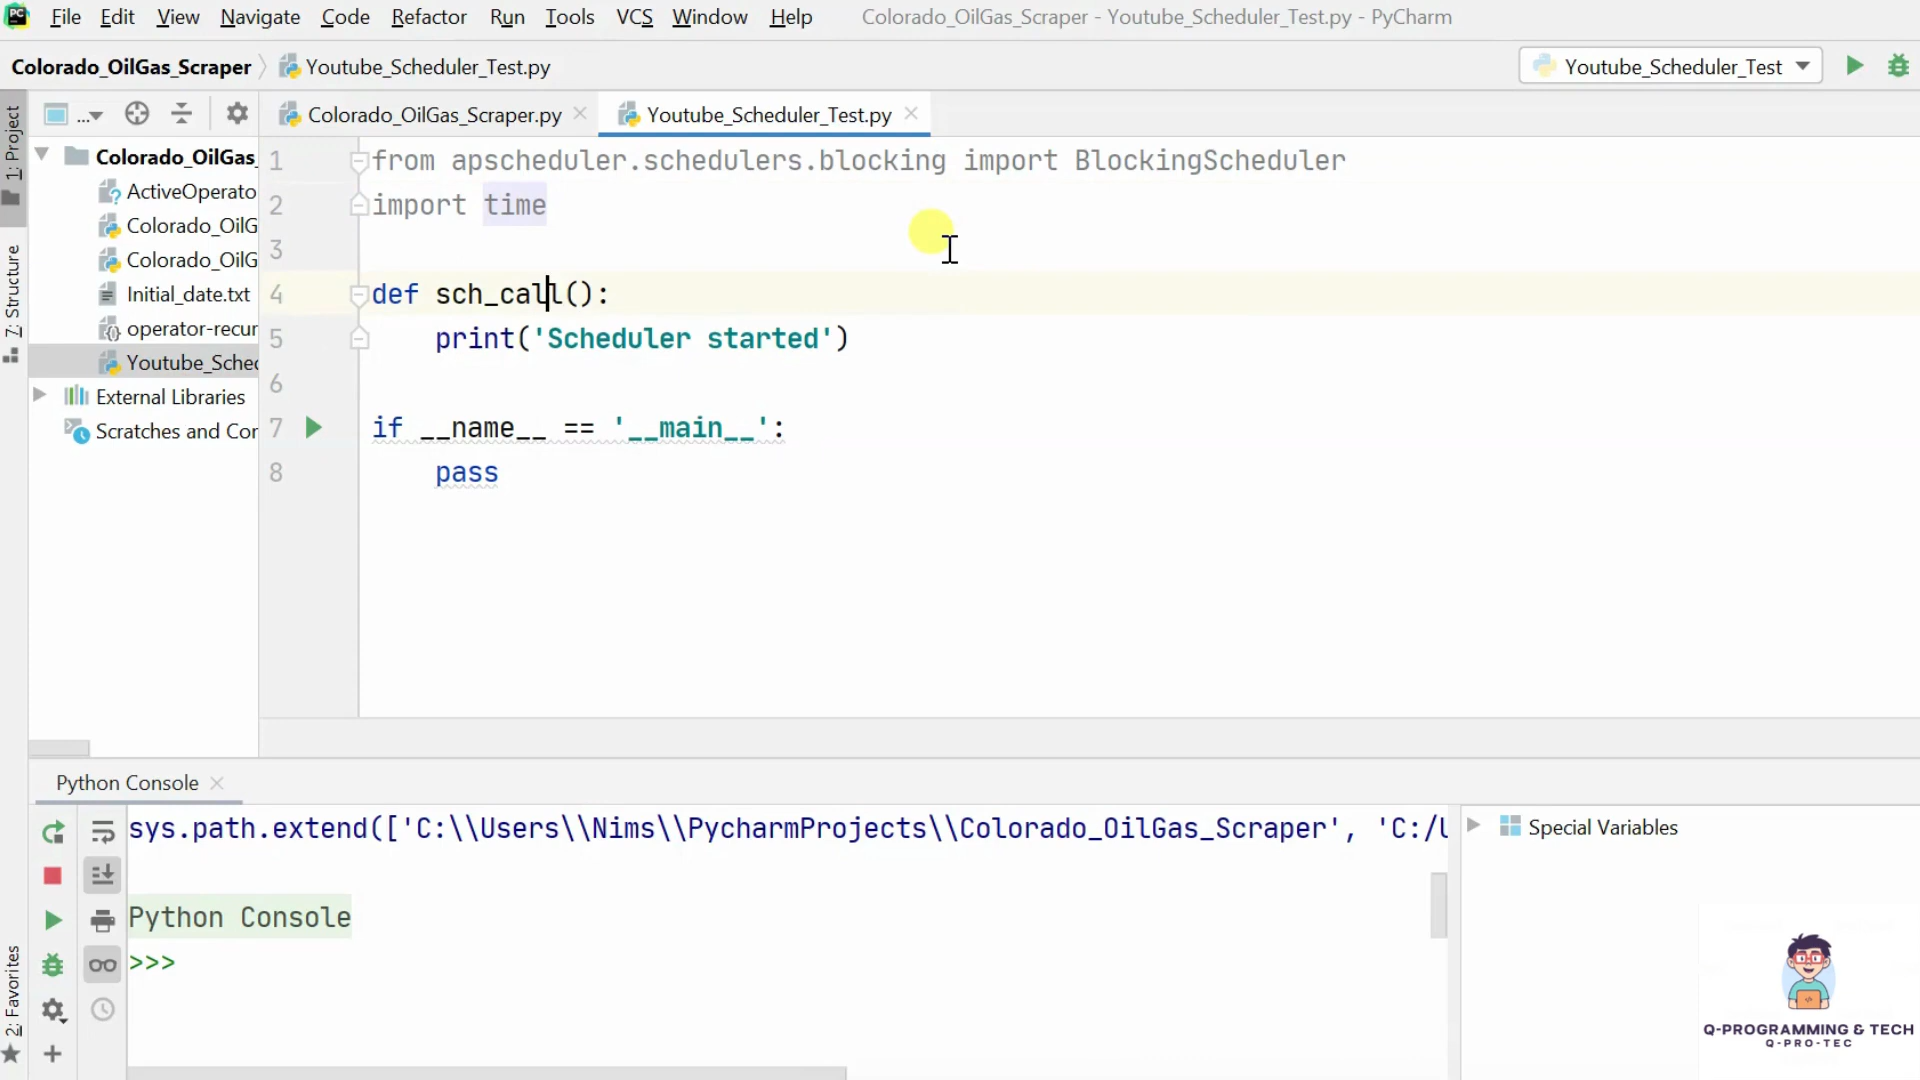 File Edit View Navigate Code Refactor Run Tools VCS Window Help Colorado_OilGas_Scraper - Youtube_Scheduler_Test.py - PyCharm
Colorado_OilGas_Scraper Youtube_Scheduler_Test.py Youtube_Scheduler_Test
1: Project
... Colorado_OilGas_Scraper.py Youtube_Scheduler_Test.py
Colorado_OilGas_
ActiveOperato
Colorado_OilG
Colorado_OilG
Initial_date.txt
operator-recur
Youtube_Sched
External Libraries
Scratches and Cor
7: Structure
1 from apscheduler.schedulers.blocking import BlockingScheduler
2 import time
3
4 def sch_call():
5 print('Scheduler started')
6
7 if __name__ == '__main__':
8 pass
Python Console
sys.path.extend(['C:\\Users\\Nims\\PycharmProjects\\Colorado_OilGas_Scraper', 'C:/U
Special Variables
Python Console
>>>
2: Favorites
Q-PROGRAMMING & TECH
Q-PRO-TEC